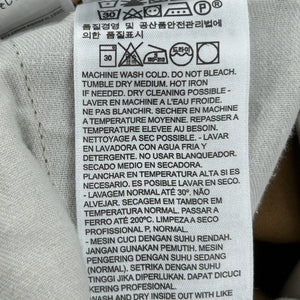 품질경영 및 공산품안전관리법에
의한 품질표시
30
드라이
MACHINE WASH COLD. DO NOT BLEACH.
TUMBLE DRY MEDIUM. HOT IRON
IF NEEDED. DRY CLEANING POSSIBLE -
LAVER EN MACHINE A L'EAU FROIDE.
NE PAS BLANCHIR. SECHER EN MACHINE A
TEMPERATURE MOYENNE. REPASSER A
TEMPERATURE ELEVEE AU BESOIN.
NETTOYAGE A SEC POSSIBLE. - LAVAR
EN LAVADORA CON AGUA FRIA Y
DETERGENTE. NO USAR BLANQUEADOR.
SECADO EN MAQUINA A MEDIA TEMP.
PLANCHAR EN TEMPERATURA ALTA SI ES
NECESARIO. ES POSIBLE LAVAR EN SECO.
- LAVAGEM NORMAL ATÉ 30º. NÃO
ALVEJAR. SECAGEM EM TAMBOR EM
TEMPERATURA NORMAL. PASSAR A
FERRO ATÉ 200ºC. LIMPEZA A SECO
PROFISSIONAL P, NORMAL.
- MESIN CUCI DENGAN SUHU RENDAH.
JANGAN GUNAKAN PEMUTIH. MESIN
PENGERING DENGAN SUHU SEDANG
(NORMAL). SETRIKA DENGAN SUHU
TINGGI JIKA DIPERLUKAN. DAPAT DICUCI
KERING PROFESIONAL.
WASH AND DRY INSIDE OUT WITH LIKE